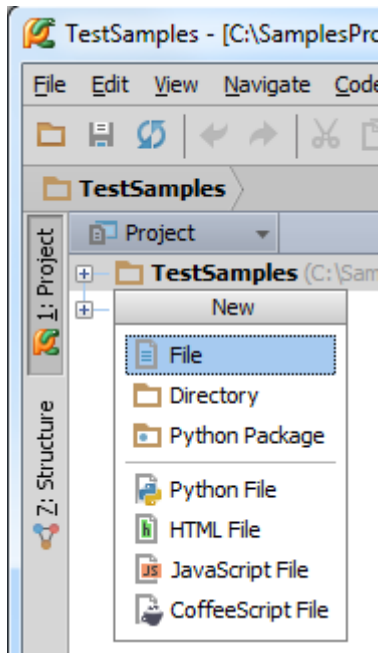 TestSamples - [C:\SamplesPro
File Edit View Navigate Code
TestSamples
Project
TestSamples (C:\Sam
New
File
Directory
Python Package
Python File
HTML File
JavaScript File
CoffeeScript File
1: Project
7: Structure